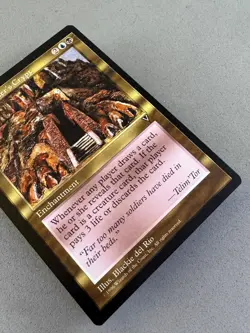 Enchantment
Whenever any player draws a card,
he or she reveals that card. If the
card is a creature card, that player
pays 3 life or discards the card.
"Far too many soldiers have died in
their beds."
—Telim'Tor
Illus. Blackie del Rio